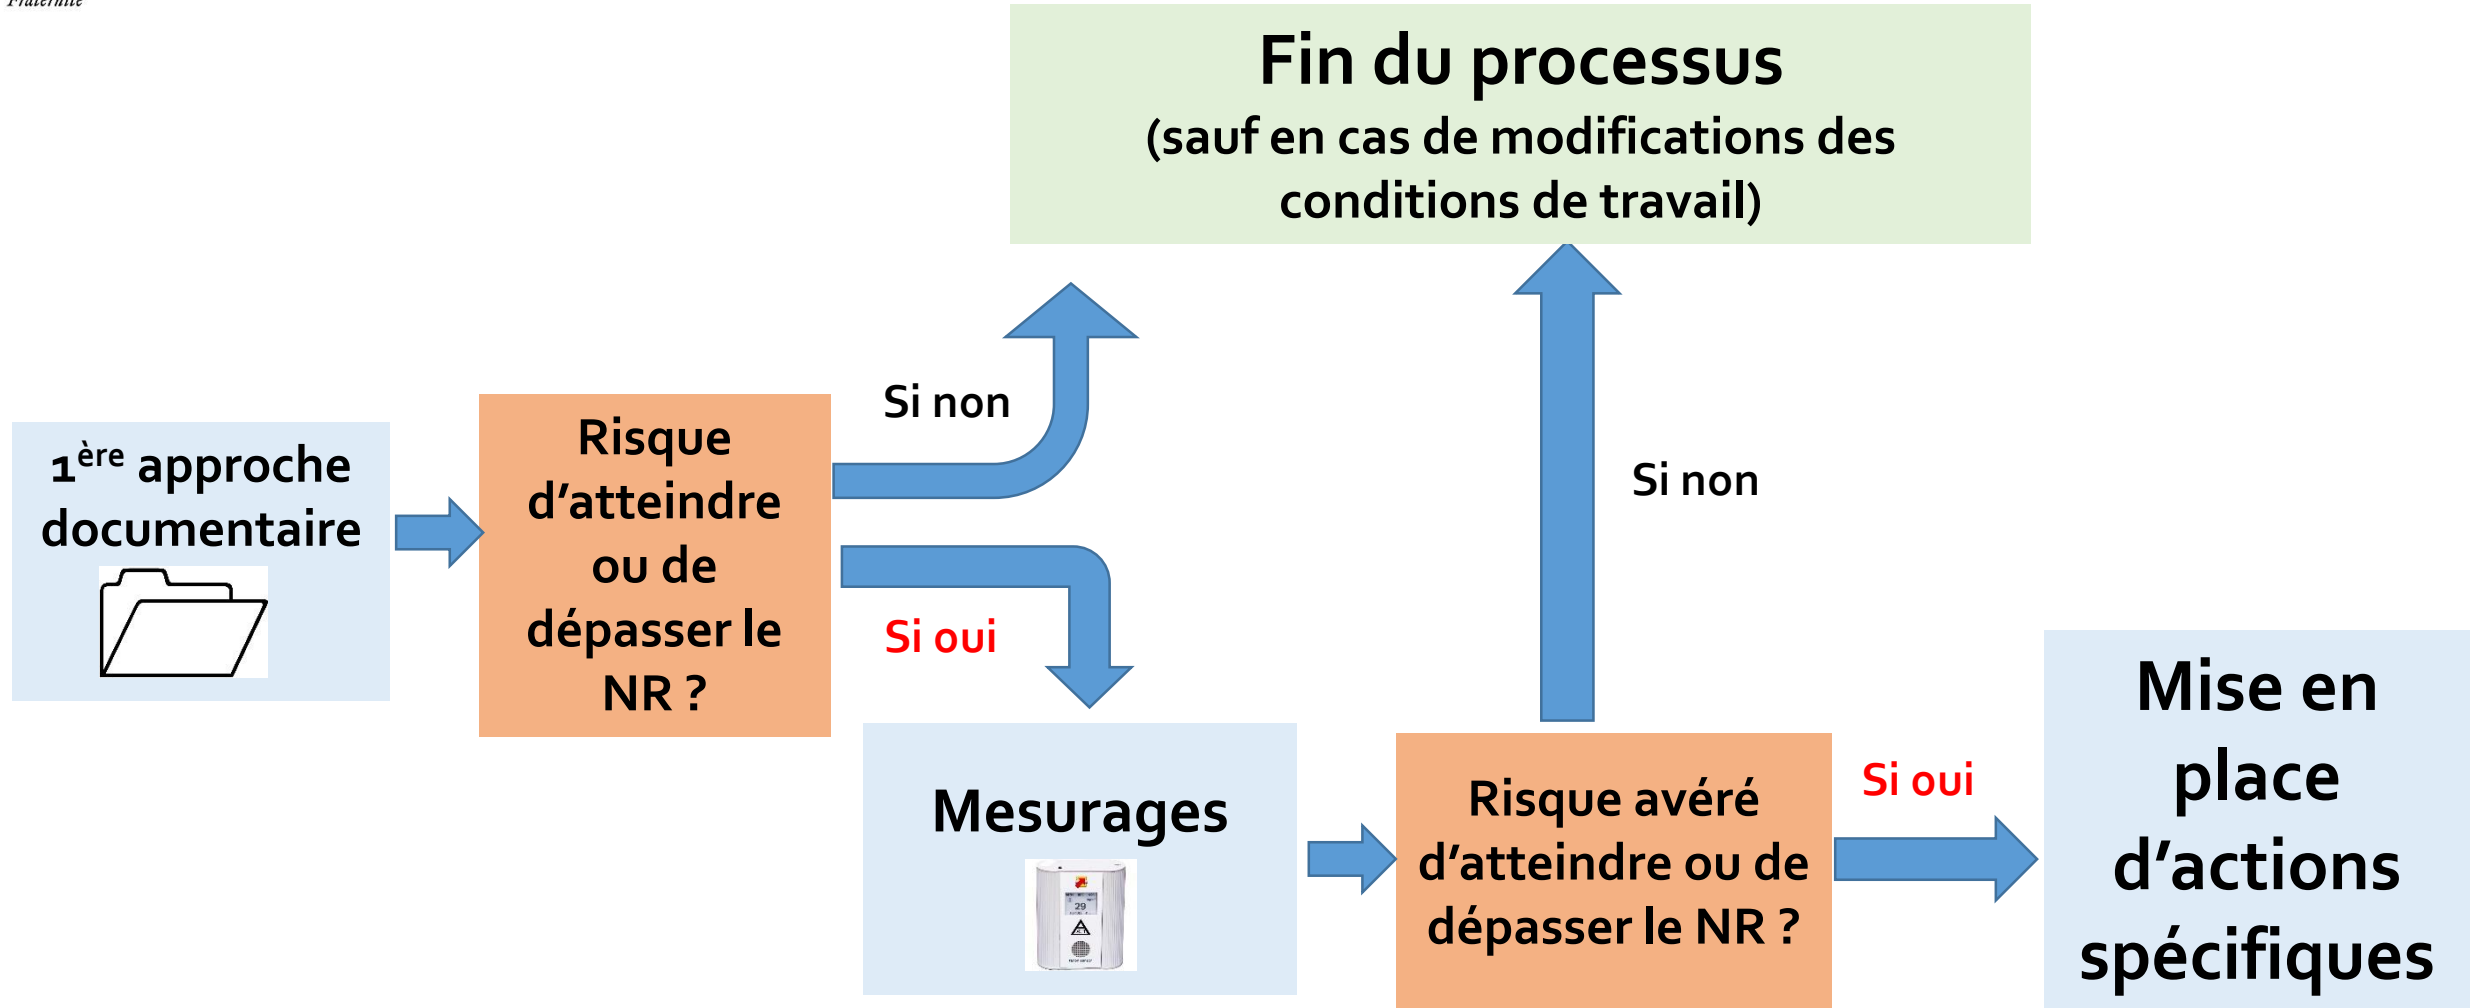 Fraternité
Fin du processus
(sauf en cas de modifications des
conditions de travail)
Si non
Risque
d'atteindre
ou de
dépasser le
NR ?
1ère approche
documentaire
Si non
Si oui
Mise en
place
d'actions
spécifiques
Mesurages
29
Risque avéré
d'atteindre ou de
dépasser le NR ?
Si oui